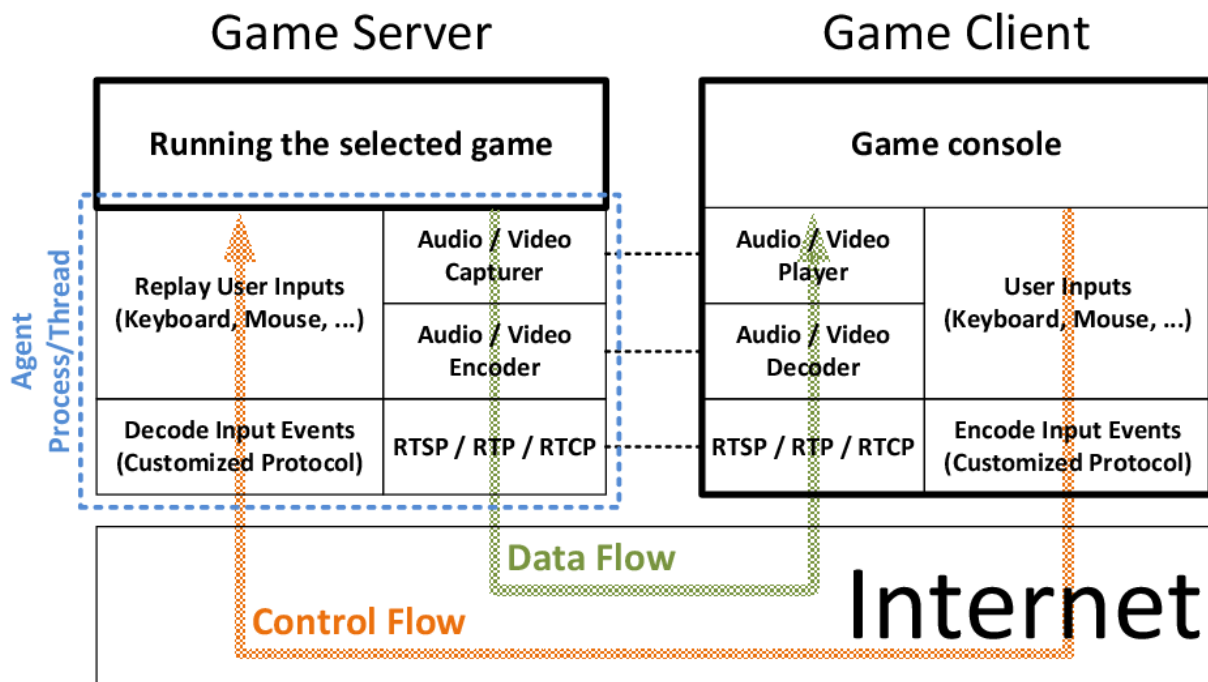 Game Server
Game Client
Running the selected game
Game console
Agent
Process/Thread
Replay User Inputs
(Keyboard, Mouse, ...)
Audio / Video
Capturer
Audio / Video
Encoder
Decode Input Events
(Customized Protocol)
RTSP / RTP / RTCP
Audio / Video
Player
Audio / Video
Decoder
RTSP / RTP / RTCP
User Inputs
(Keyboard, Mouse, ...)
Encode Input Events
(Customized Protocol)
Data Flow
Control Flow
Internet